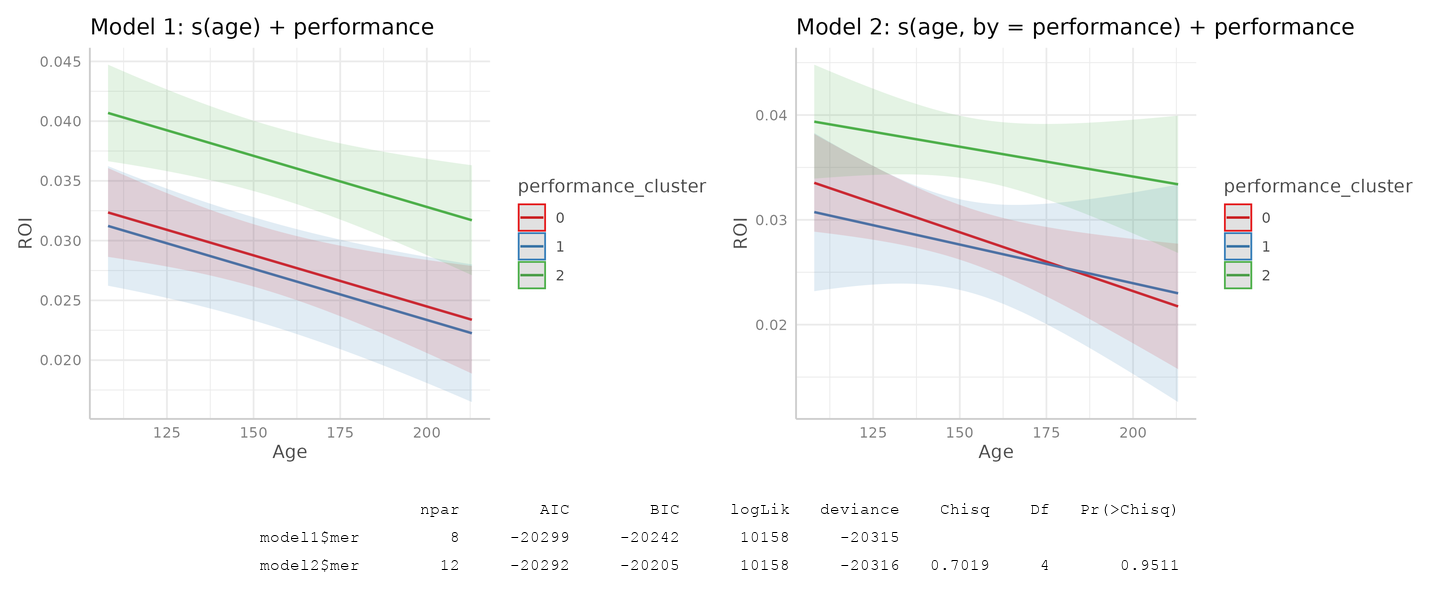 Model 1: s(age) + performance
0.045
0.040
0.035
0.030
0.025
0.020
ROI
125 150 175 200
Age
performance_cluster
0
1
2
Model 2: s(age, by = performance) + performance
0.04
0.03
0.02
ROI
125 150 175 200
Age
performance_cluster
0
1
2
npar AIC BIC logLik deviance Chisq Df Pr(>Chisq)
model1$mer 8 -20299 -20242 10158 -20315
model2$mer 12 -20292 -20205 10158 -20316 0.7019 4 0.9511